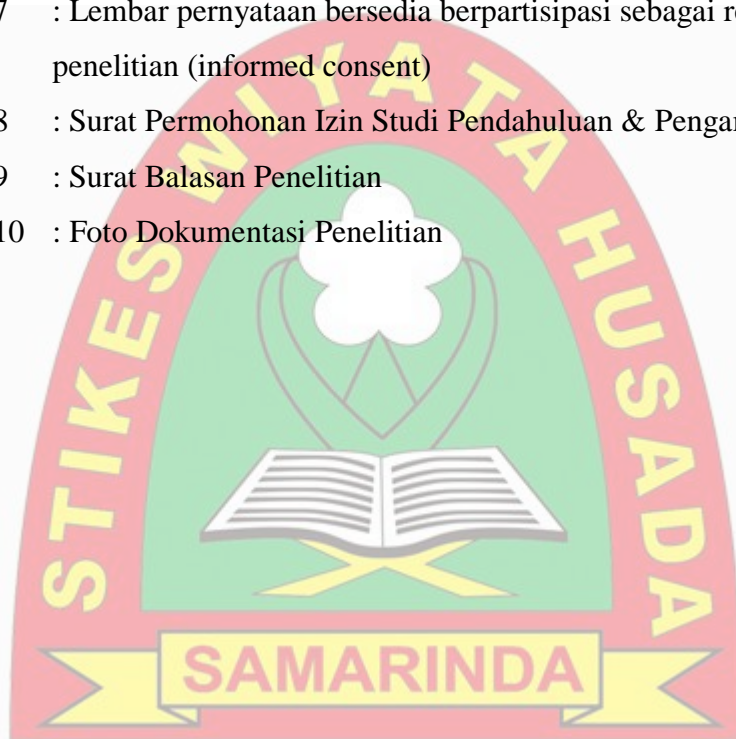 7 : Lembar pernyataan bersedia berpartisipasi sebagai
penelitian (informed consent)
8 : Surat Permohonan Izin Studi Pendahuluan &
9 : Surat Balasan Penelitian
10 : Foto Dokumentasi Penelitian
STIKES WIYATA HUSADA
SAMARINDA